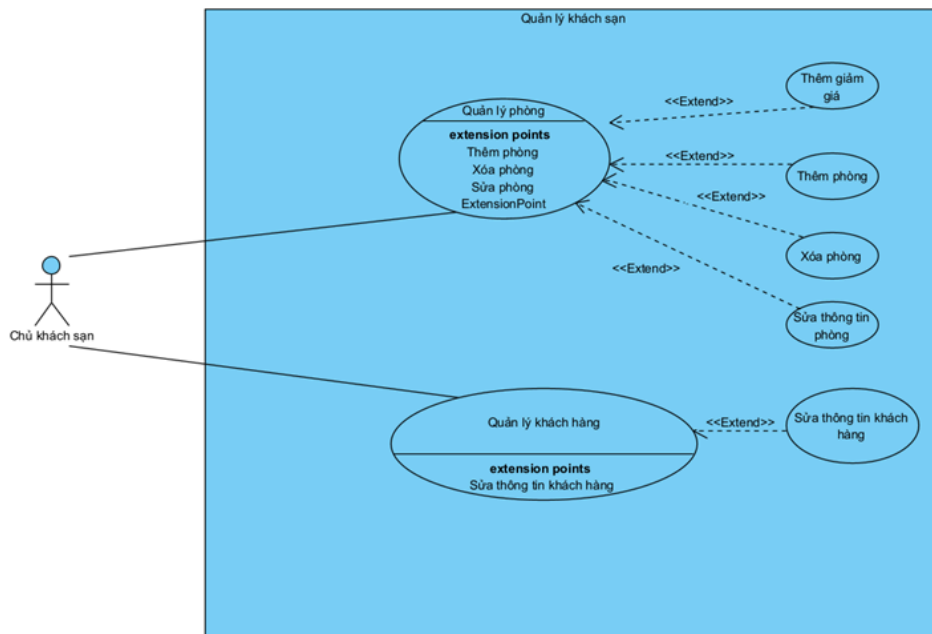 Quản lý khách sạn
Thêm giảm
giá
<<Extend>>
Quản lý phòng
extension points
Thêm phòng
Xóa phòng
Sửa phòng
ExtensionPoint
<<Extend>>
Thêm phòng
<<Extend>>
Xóa phòng
<<Extend>>
Sửa thông tin
phòng
Chủ khách sạn
Quản lý khách hàng
extension points
Sửa thông tin khách hàng
<<Extend>>
Sửa thông tin khách
hàng